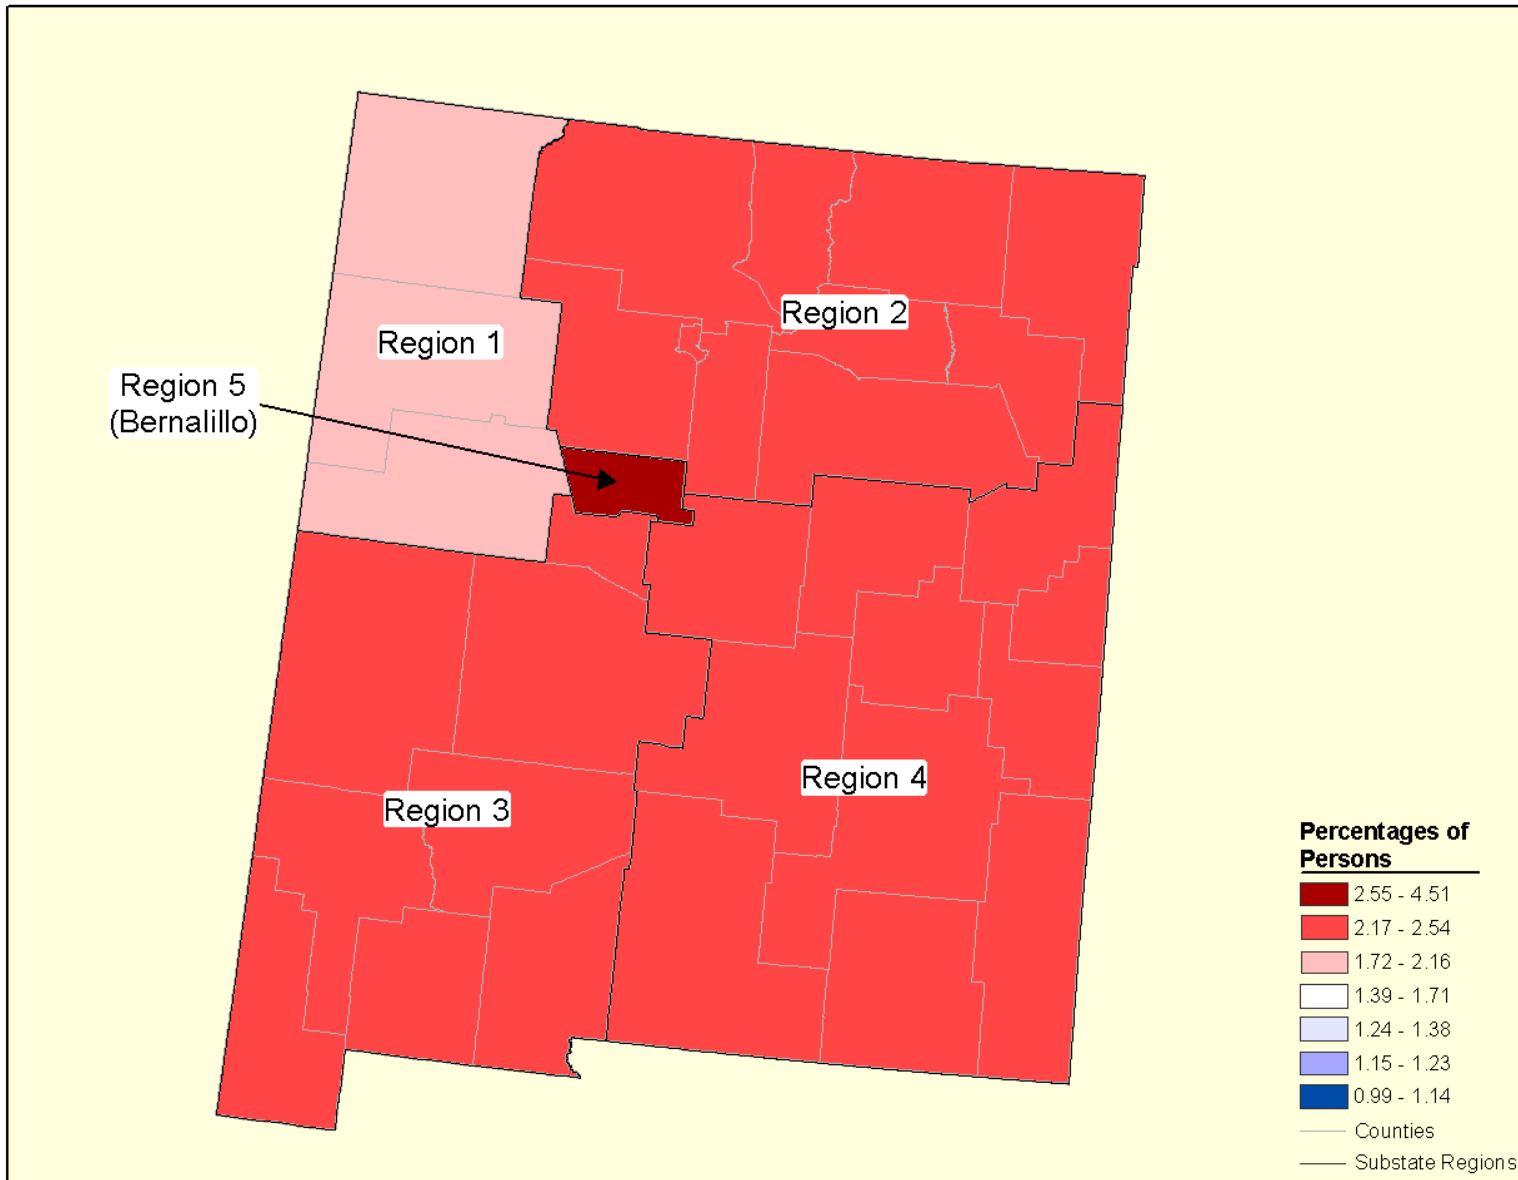 Region 2
Region 1
Region 5
(Bernalillo)
Region 4
Region 3
Percentages of
Persons
2.55 - 4.51
2.17 - 2.54
1.72 - 2.16
1.39 - 1.71
1.24 - 1.38
1.15 - 1.23
0.99 - 1.14
Counties
Substate Regions